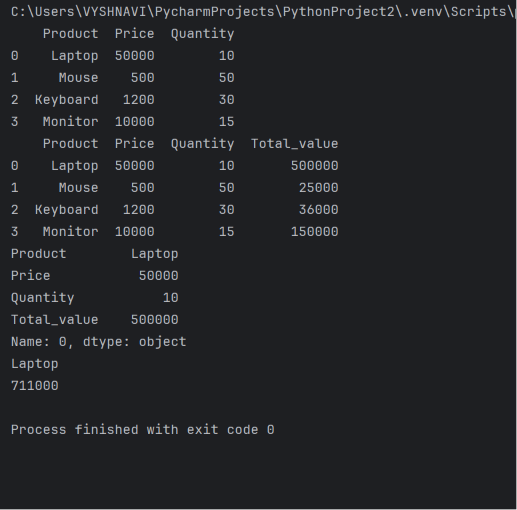 C:\Users\VYSHNAVI\PycharmProjects\PythonProject2\.venv\Scripts\
    Product  Price  Quantity
0    Laptop  50000        10
1     Mouse    500        50
2  Keyboard   1200        30
3   Monitor  10000        15
    Product  Price  Quantity  Total_value
0    Laptop  50000        10       500000
1     Mouse    500        50        25000
2  Keyboard   1200        30        36000
3   Monitor  10000        15       150000
Product        Laptop
Price           50000
Quantity           10
Total_value    500000
Name: 0, dtype: object
Laptop
711000
Process finished with exit code 0